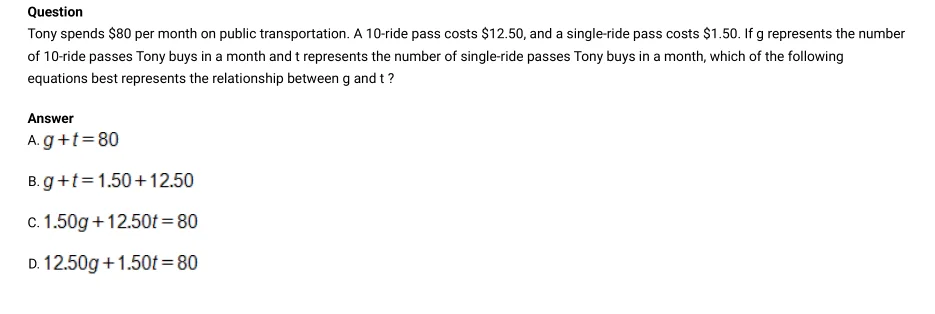 Question
Tony spends $80 per month on public transportation. A 10-ride pass costs $12.50, and a single-ride pass costs $1.50. If g represents the number
of 10-ride passes Tony buys in a month and t represents the number of single-ride passes Tony buys in a month, which of the following
equations best represents the relationship between g and t ?
Answer
A. g + t = 80
B. g + t = 1.50 + 12.50
C. 1.50g + 12.50t = 80
D. 12.50g + 1.50t = 80